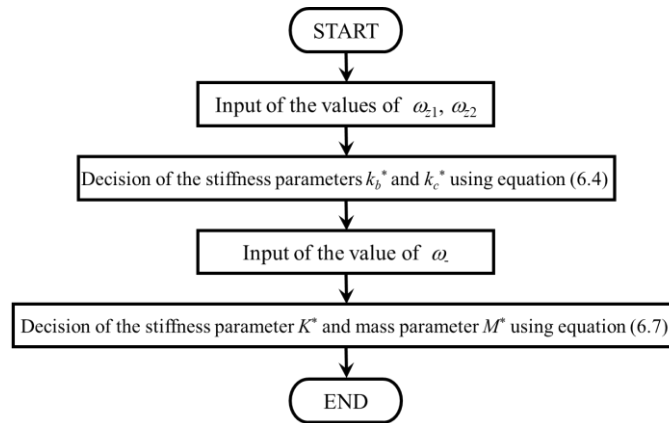 START
Input of the values of ω_z1, ω_z2
Decision of the stiffness parameters k_b* and k_c* using equation (6.4)
Input of the value of ω_-
Decision of the stiffness parameter K* and mass parameter M* using equation (6.7)
END